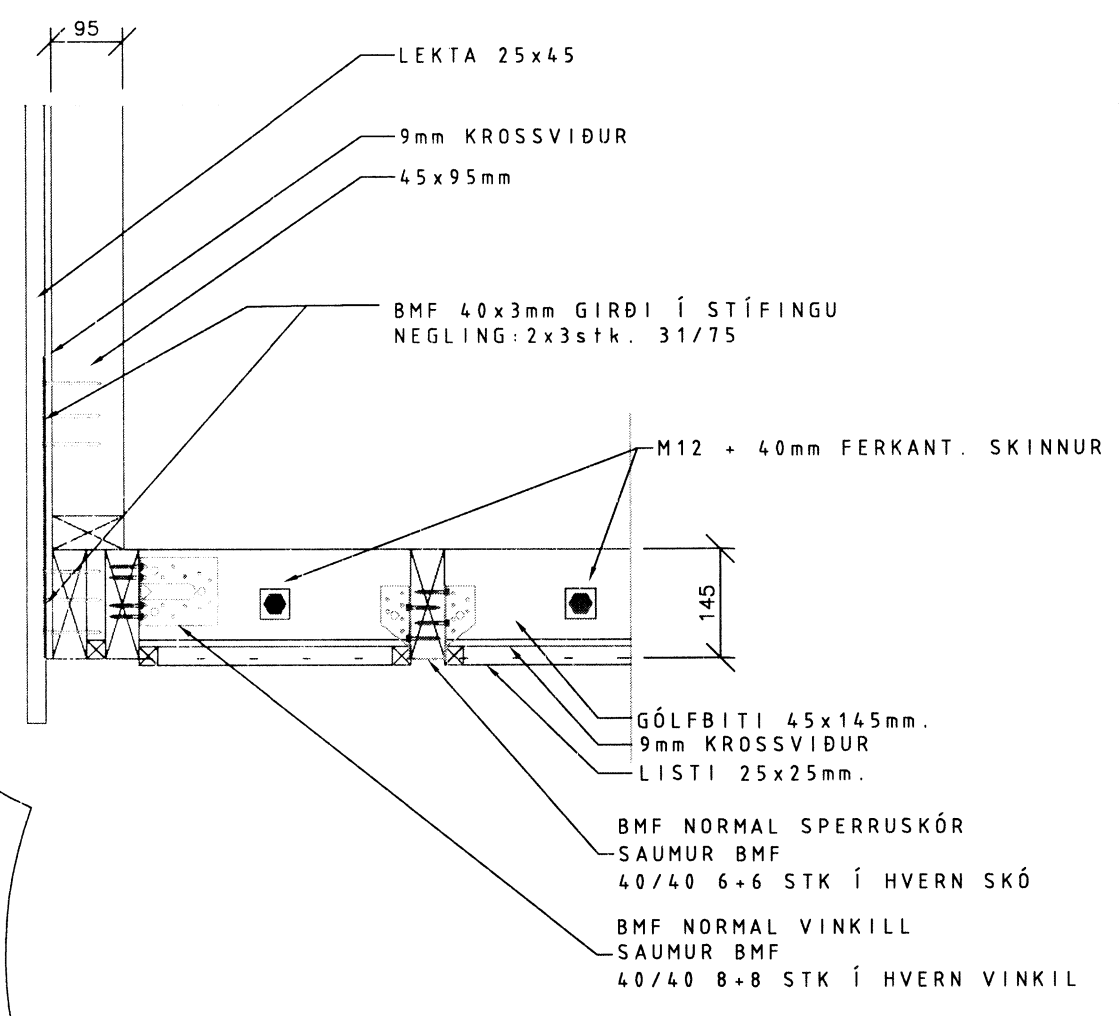 95
LEKTA 25x45
9mm KROSSVIÐUR
45x95mm
BMF 40x3mm GIRÐI Í STÍFINGU
NEGLING:2x3stk. 31/75
M12 + 40mm FERKANT. SKINNUR
145
GÓLFBITI 45x145mm.
9mm KROSSVIÐUR
LISTI 25x25mm.
BMF NORMAL SPERRUSKÓR
SAUMUR BMF
40/40 6+6 STK Í HVERN SKÓ
BMF NORMAL VINKILL
SAUMUR BMF
40/40 8+8 STK Í HVERN VINKIL